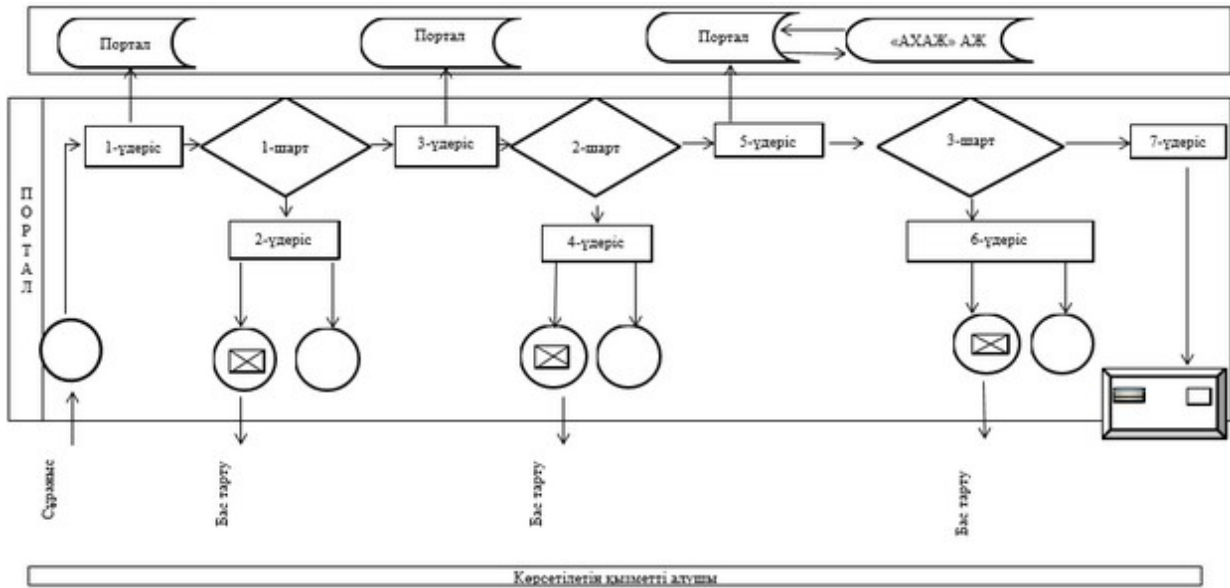 Портал
Портал
Портал
«АХАЖ» АЖ
ПОРТАЛ
1-үдеріс
1-шарт
3-үдеріс
2-шарт
5-үдеріс
3-шарт
7-үдеріс
2-үдеріс
4-үдеріс
6-үдеріс
Сұраныс
Бас тарту
Бас тарту
Бас тарту
Көрсетілетін қызметті алушы